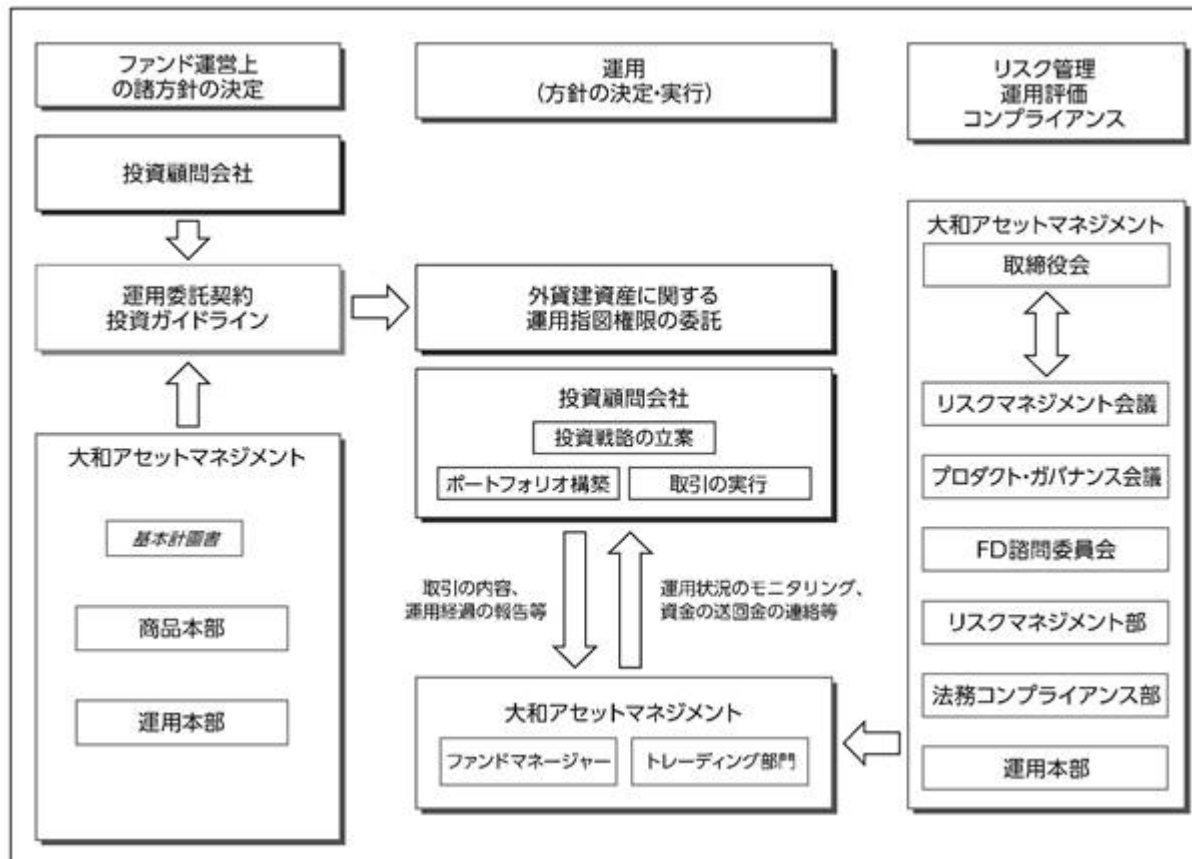 ファンド運営上
の諸方針の決定
投資顧問会社
運用委託契約
投資ガイドライン
大和アセットマネジメント
基本計画書
商品本部
運用本部
運用
(方針の決定・実行)
外貨建資産に関する
運用指図権限の委託
投資顧問会社
投資戦略の立案
ポートフォリオ構築
取引の実行
取引の内容、
運用経過の報告等
運用状況のモニタリング、
資金の送回金の連絡等
大和アセットマネジメント
ファンドマネージャー
トレーディング部門
リスク管理
運用評価
コンプライアンス
大和アセットマネジメント
取締役会
リスクマネジメント会議
プロダクト・ガバナンス会議
FD諮問委員会
リスクマネジメント部
法務コンプライアンス部
運用本部